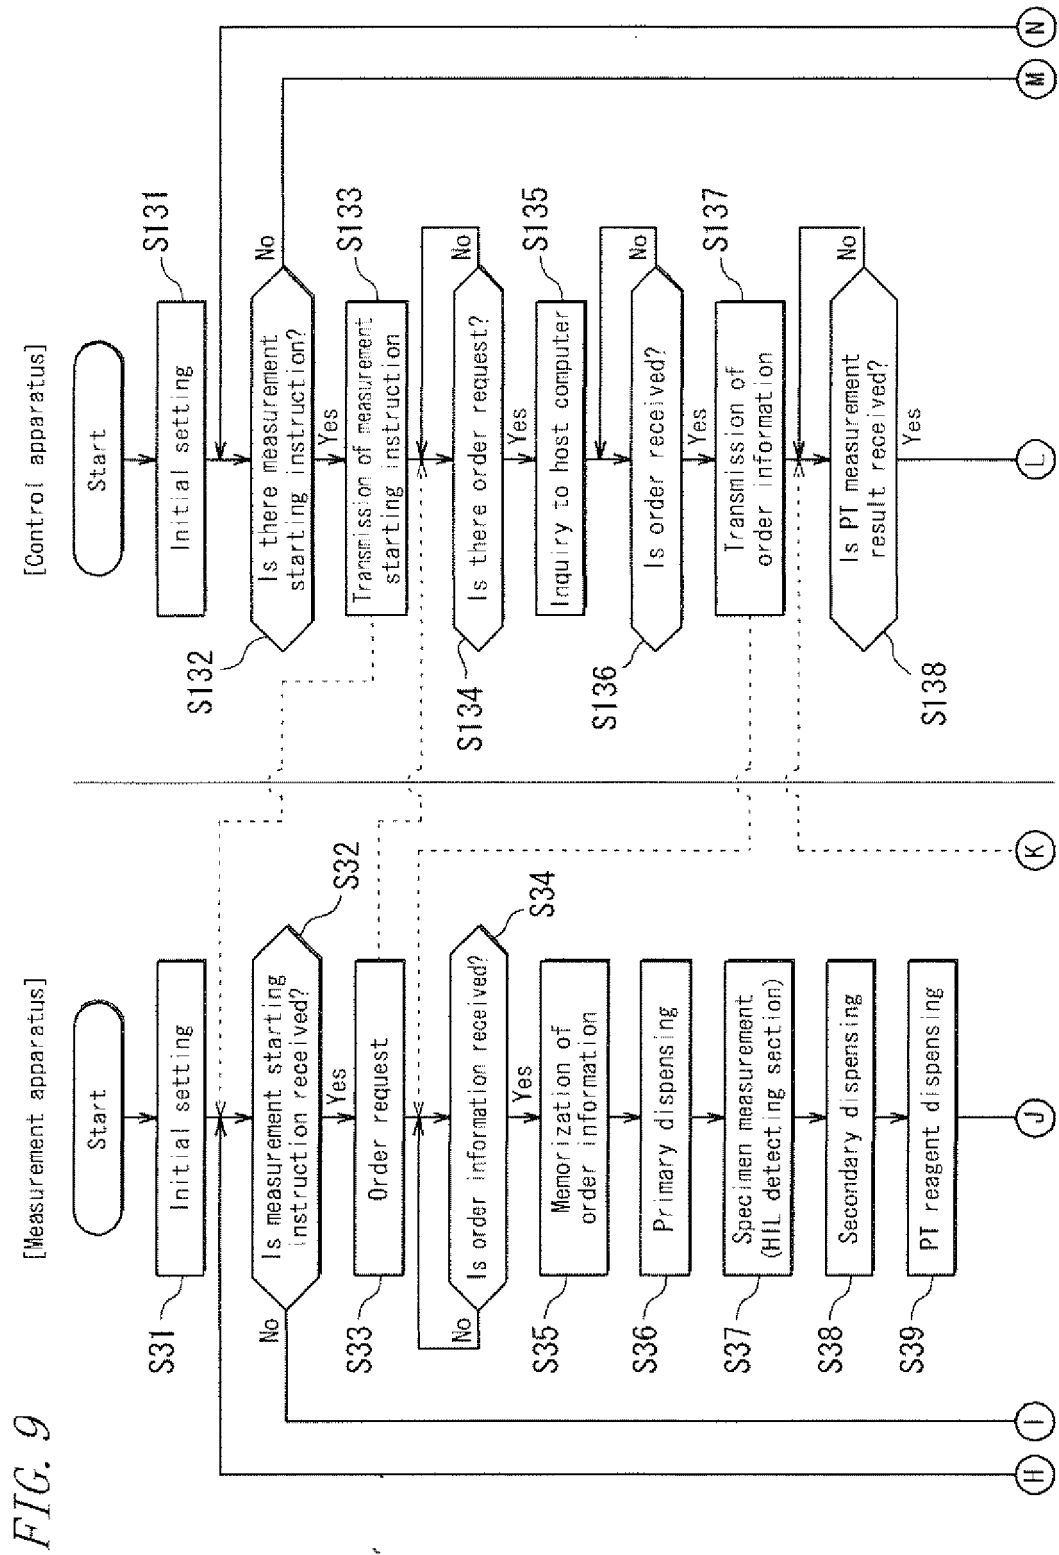 FIG. 9
[Measurement apparatus]
Start
S31
Initial setting
S32
Is measurement starting
instruction received?
No
Yes
S33
Order request
S34
Is order information received?
No
Yes
S35
Memorization of
order information
S36
Primary dispensing
S37
Specimen measurement
(HIL detecting section)
S38
Secondary dispensing
S39
PT reagent dispensing
H
I
J
K
[Control apparatus]
Start
S131
Initial setting
S132
Is there measurement
starting instruction?
No
Yes
S133
Transmission of measurement
starting instruction
S134
Is there order request?
No
Yes
S135
Inquiry to host computer
S136
Is order received?
No
Yes
S137
Transmission of
order information
S138
Is PT measurement
result received?
No
Yes
L
M
N